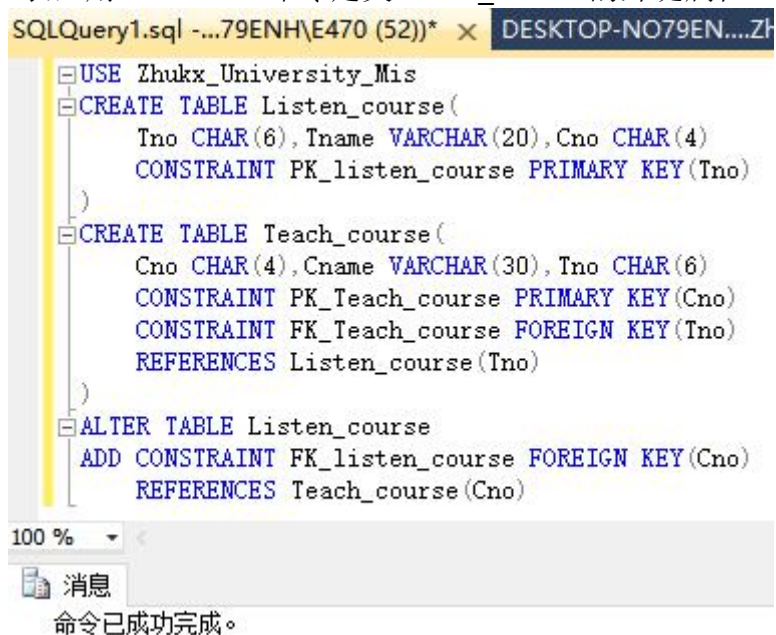 SQLQuery1.sql -...79ENH\E470 (52))* × DESKTOP-NO79EN....Zh
USE Zhukx_University_Mis
CREATE TABLE Listen_course(
Tno CHAR(6),Tname VARCHAR(20),Cno CHAR(4)
CONSTRAINT PK_listen_course PRIMARY KEY(Tno)
)
CREATE TABLE Teach_course(
Cno CHAR(4),Cname VARCHAR(30),Tno CHAR(6)
CONSTRAINT PK_Teach_course PRIMARY KEY(Cno)
CONSTRAINT FK_Teach_course FOREIGN KEY(Tno)
REFERENCES Listen_course(Tno)
)
ALTER TABLE Listen_course
ADD CONSTRAINT FK_listen_course FOREIGN KEY(Cno)
REFERENCES Teach_course(Cno)
100 %
消息
命令已成功完成。